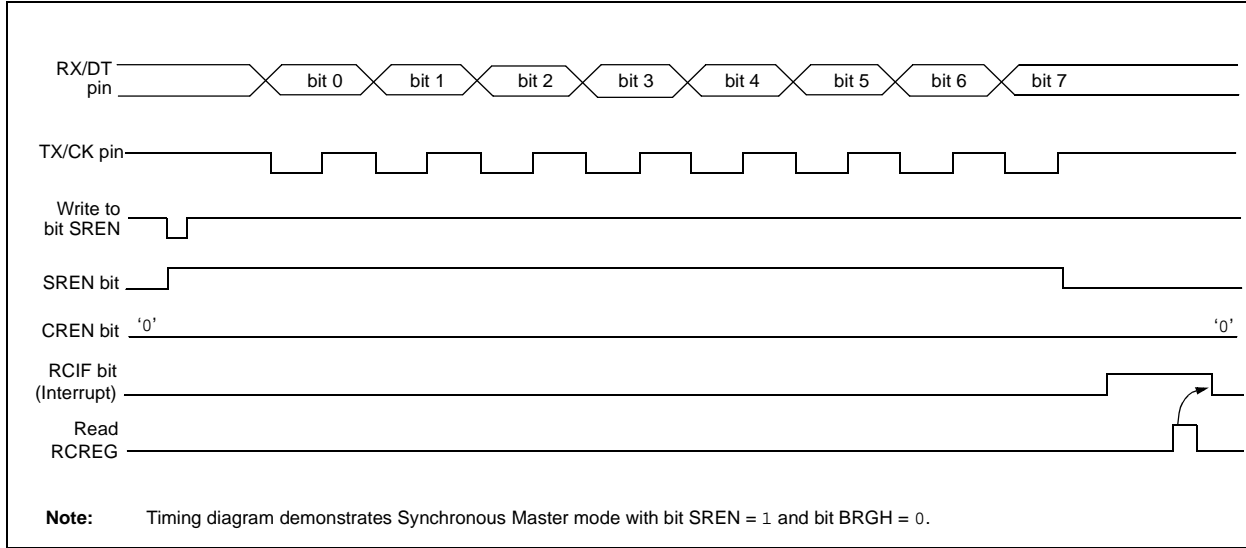 RX/DT
pin
bit 0 bit 1 bit 2 bit 3 bit 4 bit 5 bit 6 bit 7
TX/CK pin
Write to
bit SREN
SREN bit
CREN bit ‘0’ ‘0’
RCIF bit
(Interrupt)
Read
RCREG
Note: Timing diagram demonstrates Synchronous Master mode with bit SREN = 1 and bit BRGH = 0.